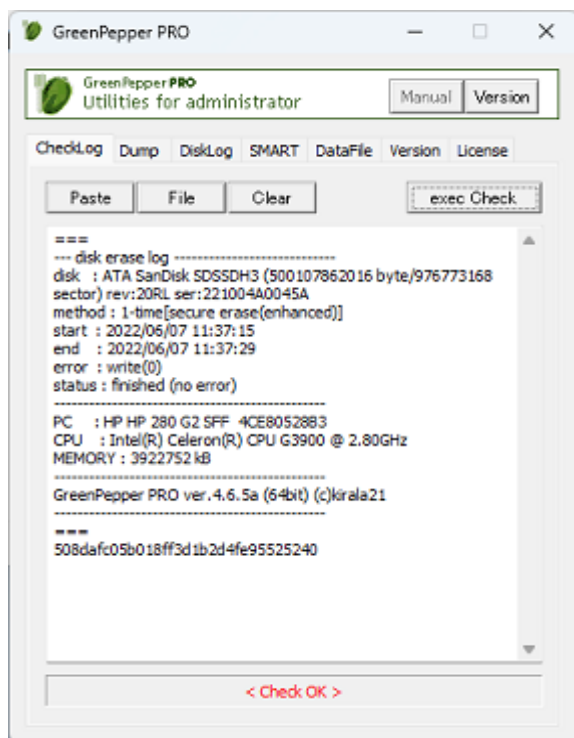 GreenPepper PRO
GreenPepper PRO
Utilities for administrator
Manual Version
CheckLog Dump DiskLog SMART DataFile Version License
Paste File Clear exec Check
===
--- disk erase log -----------------------------
disk : ATA SanDisk SDSSDH3 (500107862016 byte/976773168
sector) rev:20RL ser:221004A0045A
method : 1-time[secure erase(enhanced)]
start : 2022/06/07 11:37:15
end : 2022/06/07 11:37:29
error : write(0)
status : finished (no error)
--------------------------------------------------
PC : HP HP 280 G2 SFF 4CE80528B3
CPU : Intel(R) Celeron(R) CPU G3900 @ 2.80GHz
MEMORY : 3922752 kB
--------------------------------------------------
GreenPepper PRO ver.4.6.5a (64bit) (c)kirala21
--------------------------------------------------
===
508dafc05b018ff3d1b2d4fe95525240
< Check OK >